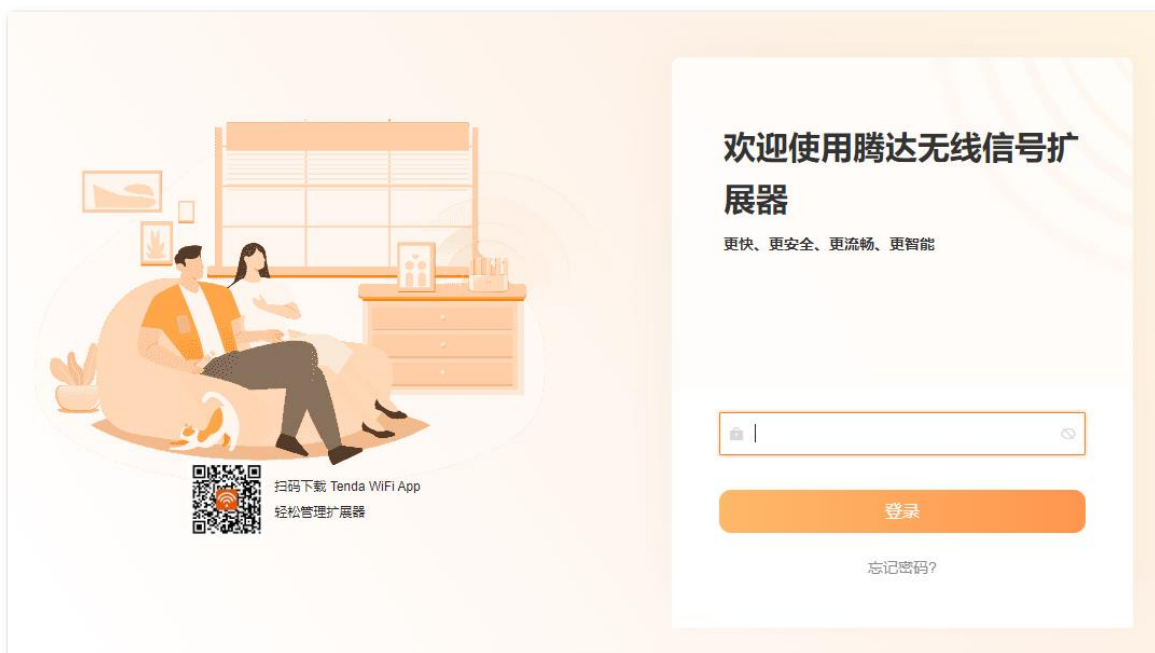 欢迎使用腾达无线信号扩
展器
更快、更安全、更流畅、更智能
登录
忘记密码?
扫码下载 Tenda WiFi App
轻松管理扩展器